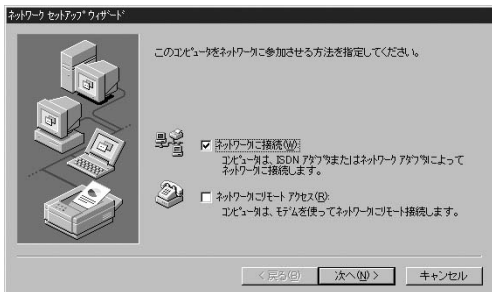 ネットワーク セットアップ ウィザード
このコンピュータをネットワークに参加させる方法を指定してください。
ネットワークに接続(W):
コンピュータは、ISDN アダプタまたはネットワーク アダプタによって
ネットワークに接続します。
ネットワークにリモート アクセス(R):
コンピュータは、モデムを使ってネットワークにリモート接続します。
< 戻る(B)
次へ(N) >
キャンセル